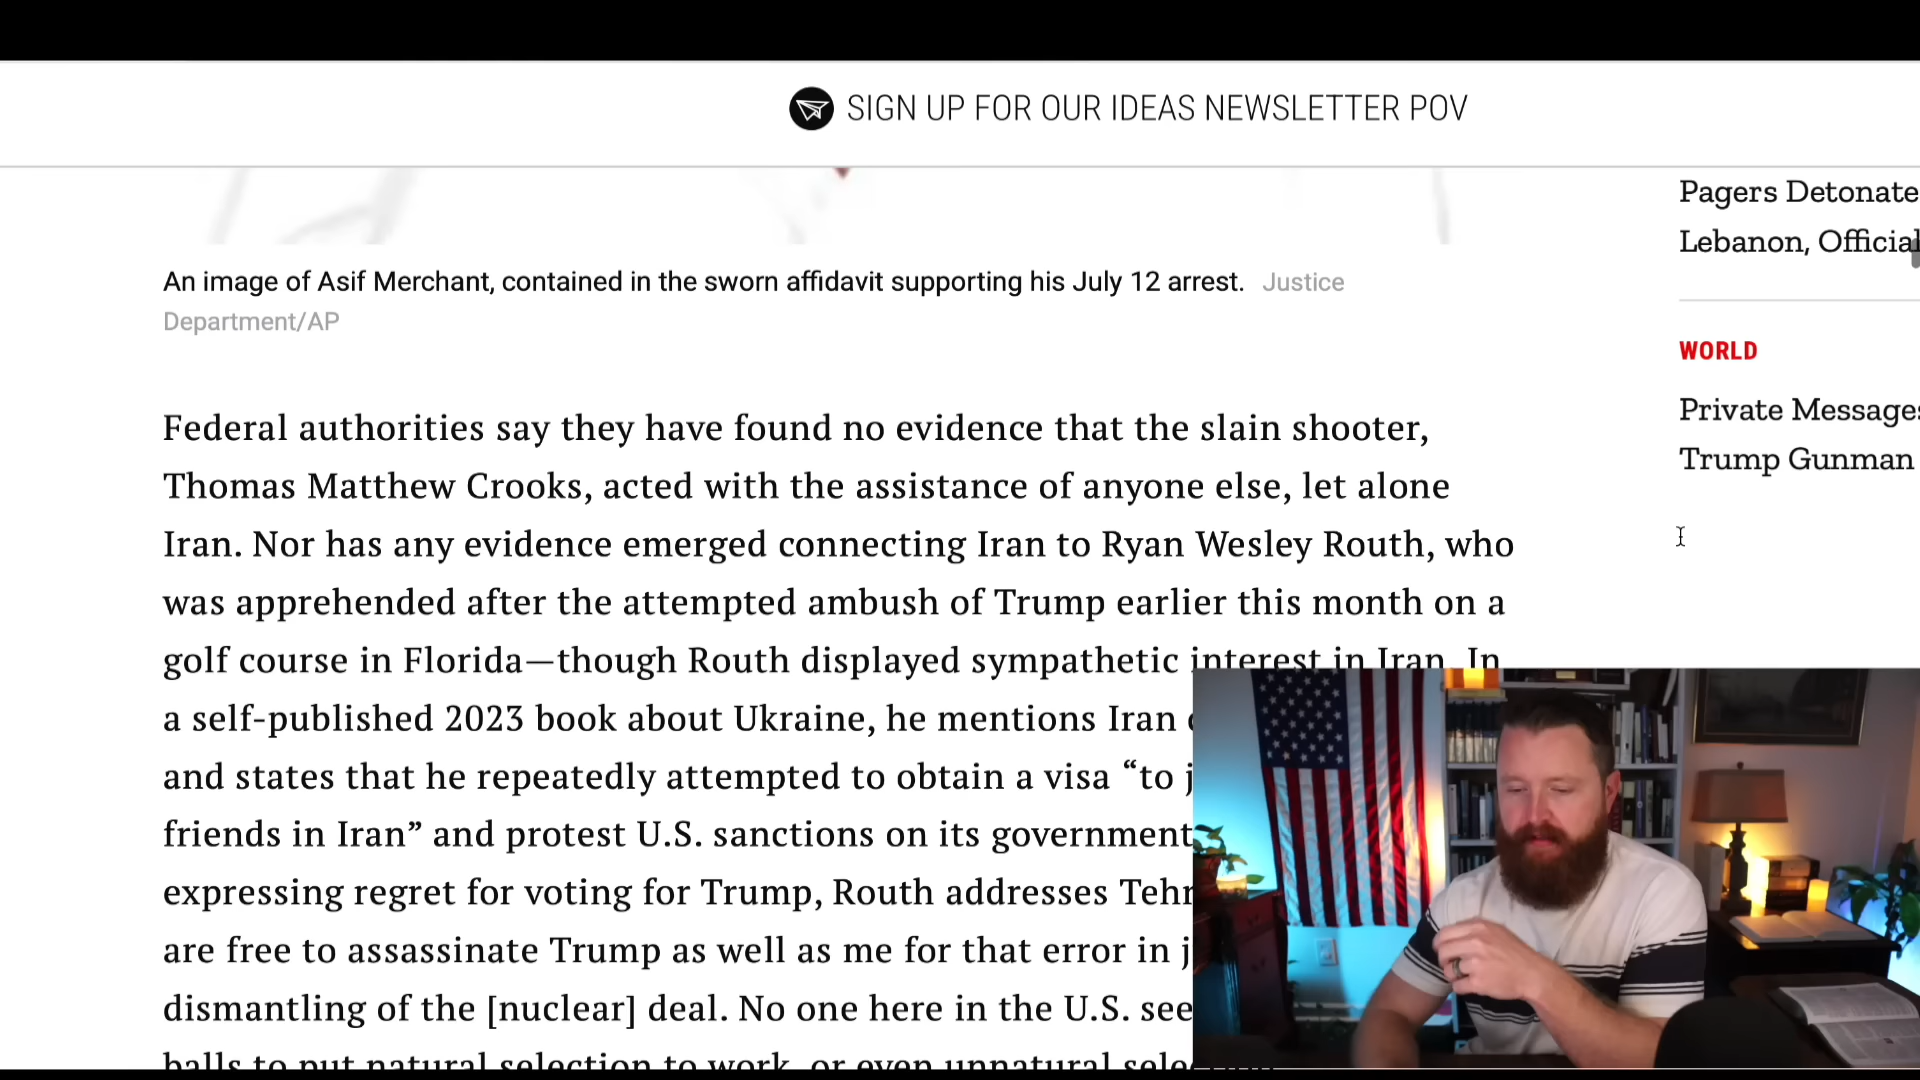 SIGN UP FOR OUR IDEAS NEWSLETTER POV
An image of Asif Merchant, contained in the sworn affidavit supporting his July 12 arrest. Justice
Department/AP
Federal authorities say they have found no evidence that the slain shooter,
Thomas Matthew Crooks, acted with the assistance of anyone else, let alone
Iran. Nor has any evidence emerged connecting Iran to Ryan Wesley Routh, who
was apprehended after the attempted ambush of Trump earlier this month on a
golf course in Florida—though Routh displayed sympathetic interest in Iran. In
a self-published 2023 book about Ukraine, he mentions Iran
and states that he repeatedly attempted to obtain a visa “to
friends in Iran” and protest U.S. sanctions on its government
expressing regret for voting for Trump, Routh addresses
are free to assassinate Trump as well as me for that error in
dismantling of the [nuclear] deal. No one here in the U.S.
balls to put natural selection to work, or even unnatural
Pagers Detonate
Lebanon, Official
WORLD
Private Messages
Trump Gunman